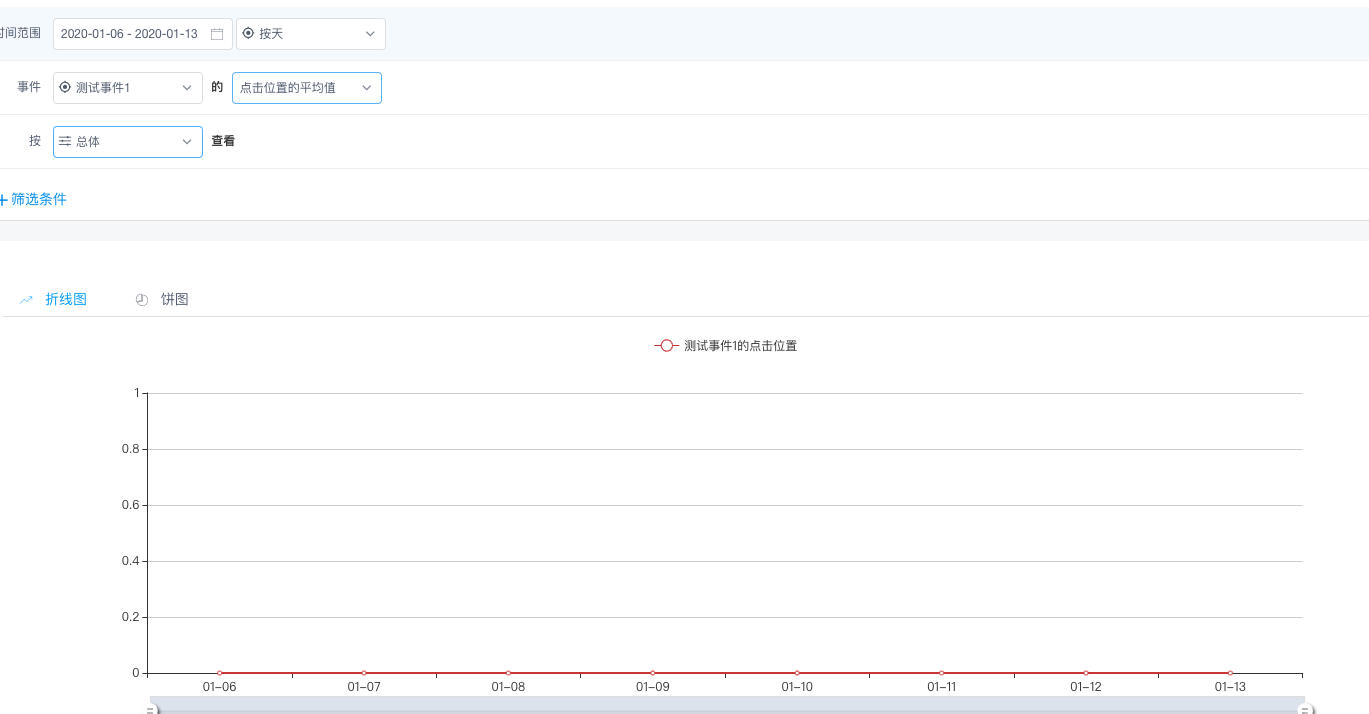 时间范围 2020-01-06 - 2020-01-13 按天
事件 测试事件1 的 点击位置的平均值
按 总体 查看
+ 筛选条件
折线图 饼图
测试事件1的点击位置
1
0.8
0.6
0.4
0.2
0
01-06 01-07 01-08 01-09 01-10 01-11 01-12 01-13